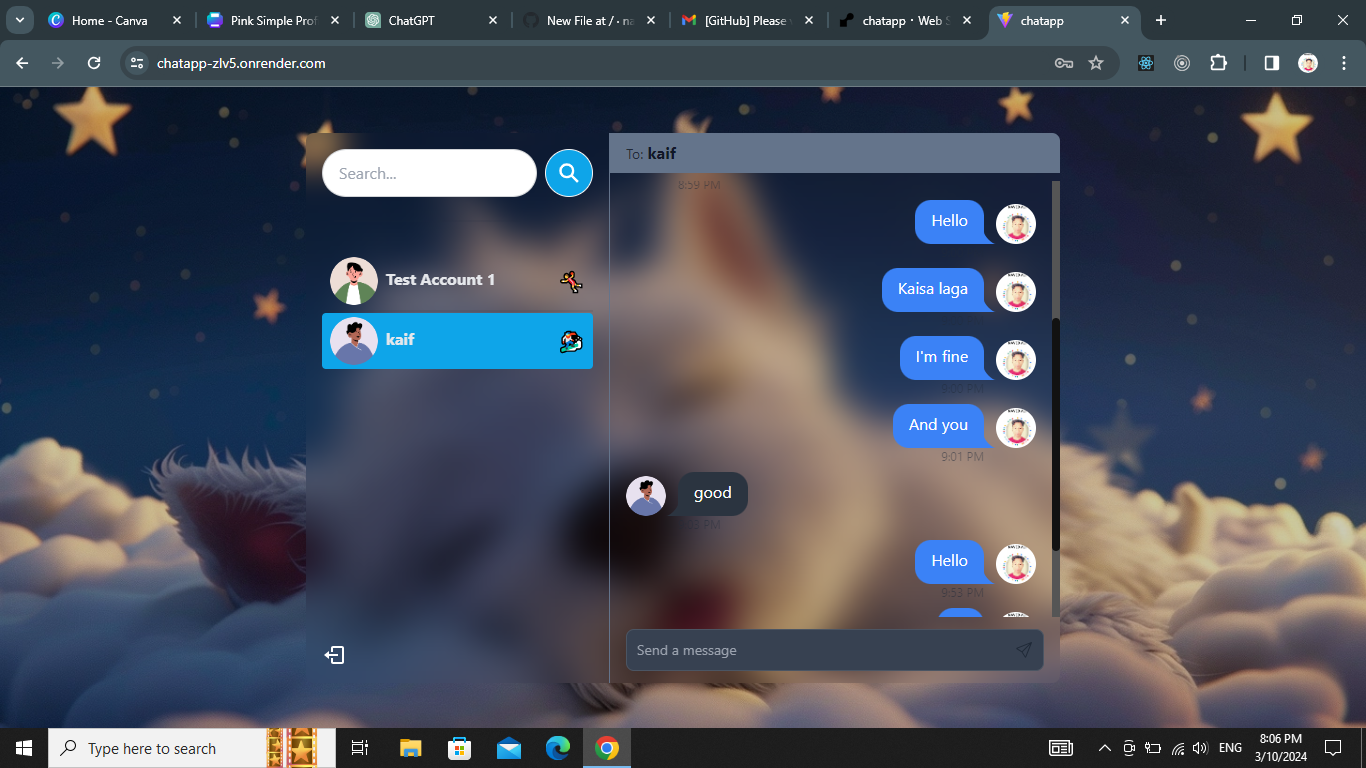 Home - Canva
Pink Simple Prof
ChatGPT
New File at / · na
[GitHub] Please
chatapp · Web S
chatapp
chatapp-zlv5.onrender.com
Search...
To: kaif
8:59 PM
Hello
Kaisa laga
Test Account 1
kaif
I'm fine
9:00 PM
And you
9:01 PM
good
Hello
9:53 PM
Send a message
Type here to search
ENG
8:06 PM
3/10/2024